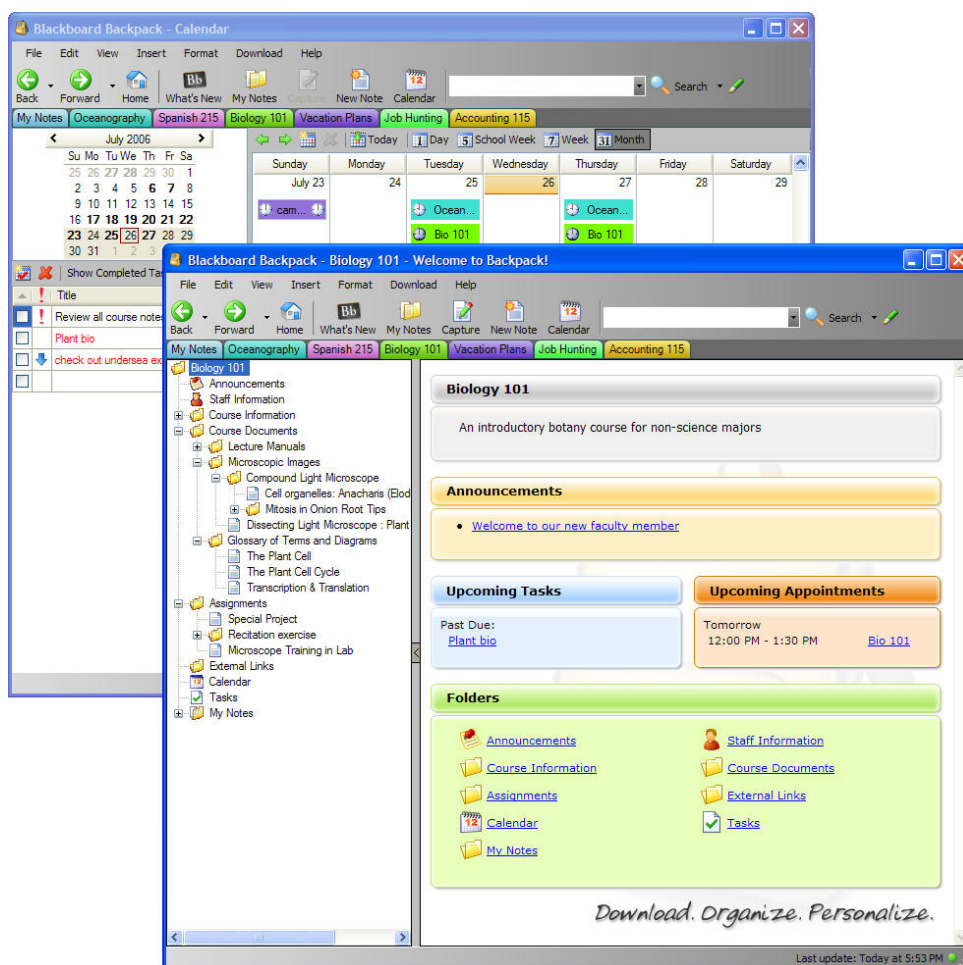 Blackboard Backpack - Calendar
File Edit View Insert Format Download Help
Back Forward Home What's New My Notes Capture New Note Calendar Search
My Notes Oceanography Spanish 215 Biology 101 Vacation Plans Job Hunting Accounting 115
July 2006
Today 1 Day 5 School Week 7 Week 31 Month
Su Mo Tu We Th Fr Sa
25 26 27 28 29 30 1
2 3 4 5 6 7 8
9 10 11 12 13 14 15
16 17 18 19 20 21 22
23 24 25 26 27 28 29
30 31 1 2 3
Sunday Monday Tuesday Wednesday Thursday Friday Saturday
July 23 24 25 26 27 28 29
cam... Ocean... Ocean...
Bio 101 Bio 101
Show Completed Tas
! Title
Review all course notes
Plant bio
check out undersea ex
Blackboard Backpack - Biology 101 - Welcome to Backpack!
File Edit View Insert Format Download Help
Back Forward Home What's New My Notes Capture New Note Calendar Search
My Notes Oceanography Spanish 215 Biology 101 Vacation Plans Job Hunting Accounting 115
Biology 101
Announcements
Staff Information
Course Information
Course Documents
Lecture Manuals
Microscopic Images
Compound Light Microscope
Cell organelles: Anacharis (Elod
Mitosis in Onion Root Tips
Dissecting Light Microscope : Plant
Glossary of Terms and Diagrams
The Plant Cell
The Plant Cell Cycle
Transcription & Translation
Assignments
Special Project
Recitation exercise
Microscope Training in Lab
External Links
Calendar
Tasks
My Notes
Biology 101
An introductory botany course for non-science majors
Announcements
• Welcome to our new faculty member
Upcoming Tasks
Past Due:
Plant bio
Upcoming Appointments
Tomorrow
12:00 PM - 1:30 PM Bio 101
Folders
Announcements Staff Information
Course Information Course Documents
Assignments External Links
Calendar Tasks
My Notes
Download. Organize. Personalize.
Last update: Today at 5:53 PM